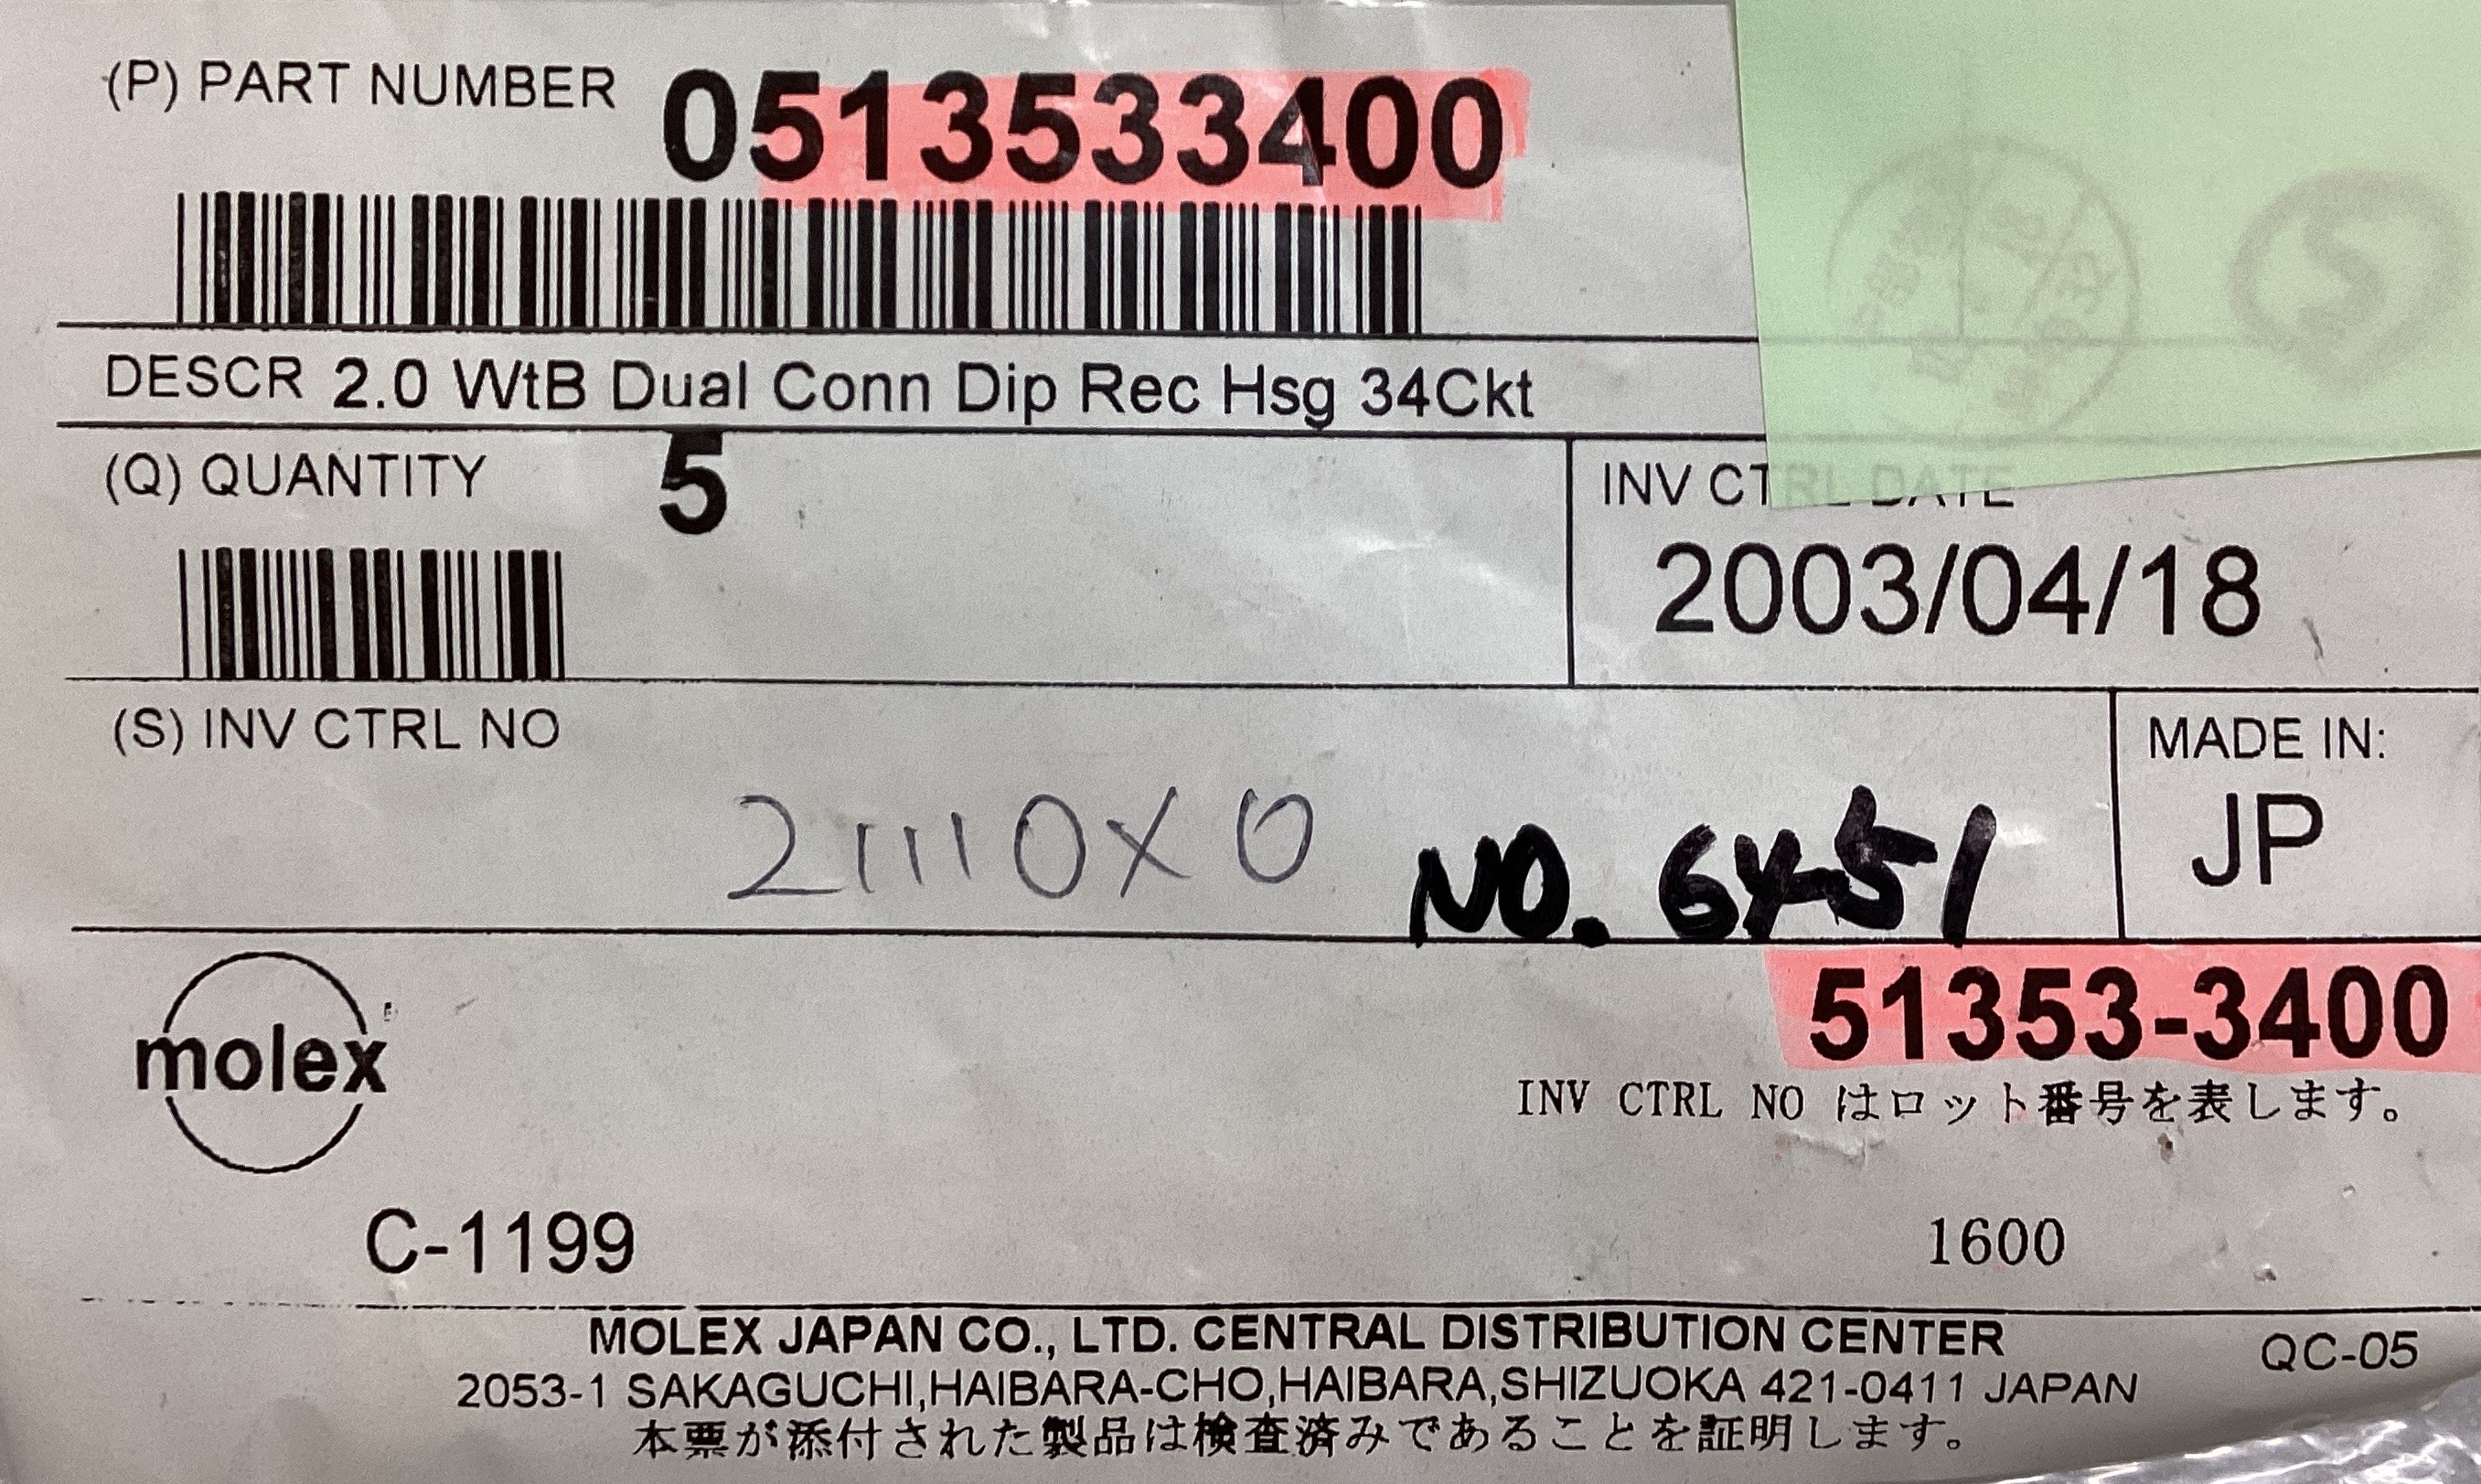 (P) PART NUMBER 0513533400
DESCR 2.0 WtB Dual Conn Dip Rec Hsg 34Ckt
(Q) QUANTITY 5
INV CTRL DATE
2003/04/18
(S) INV CTRL NO
21110X0 NO. 6451
MADE IN:
JP
molex
51353-3400
INV CTRL NO はロット番号を表します。
C-1199 1600
MOLEX JAPAN CO., LTD. CENTRAL DISTRIBUTION CENTER
QC-05
2053-1 SAKAGUCHI,HAIBARA-CHO,HAIBARA,SHIZUOKA 421-0411 JAPAN
本票が添付された製品は検査済みであることを証明します。